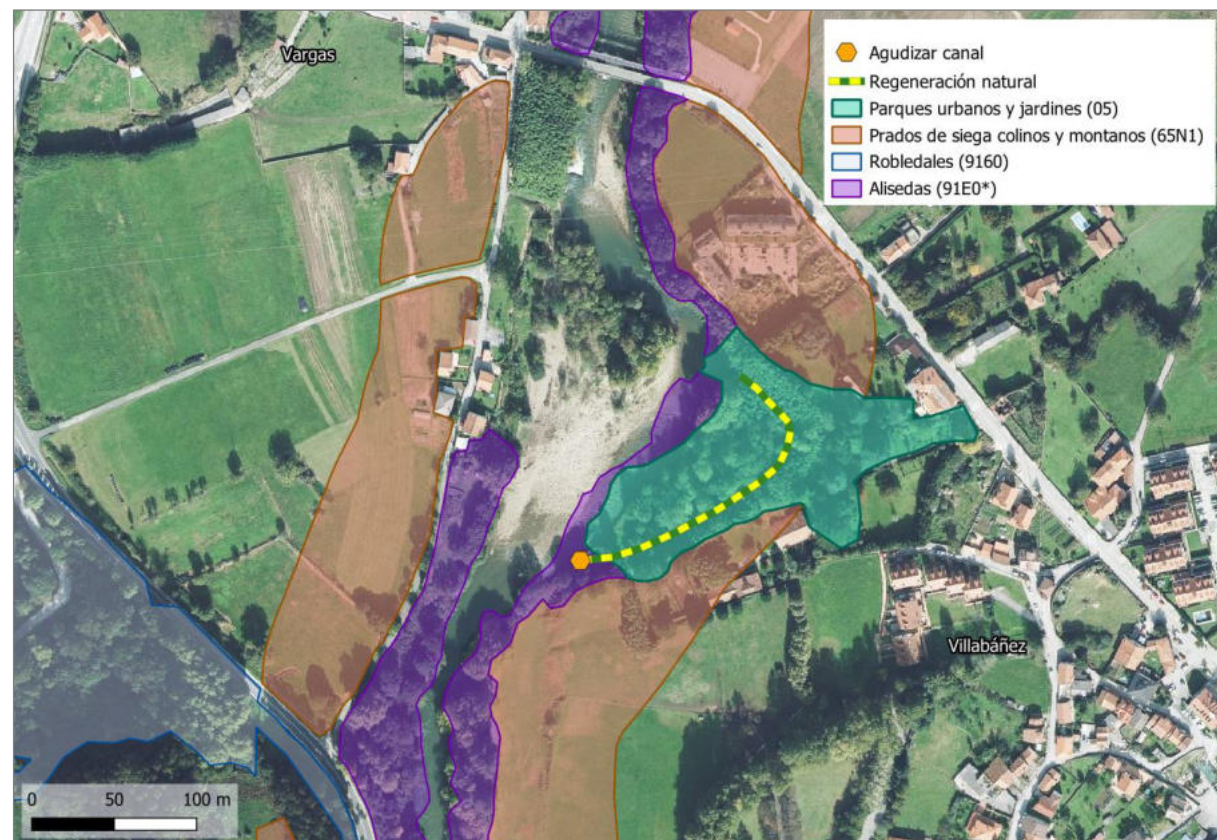 Vargas
Agudizar canal
Regeneración natural
Parques urbanos y jardines (05)
Prados de siega colinos y montanos (65N1)
Robledales (9160)
Alisedas (91E0*)
Villabáñez
0 50 100 m